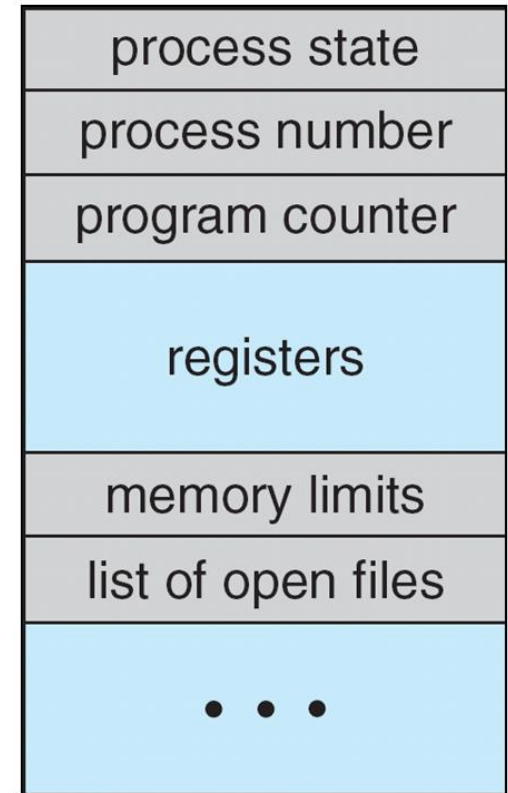 process state
process number
program counter
registers
memory limits
list of open files
• • •